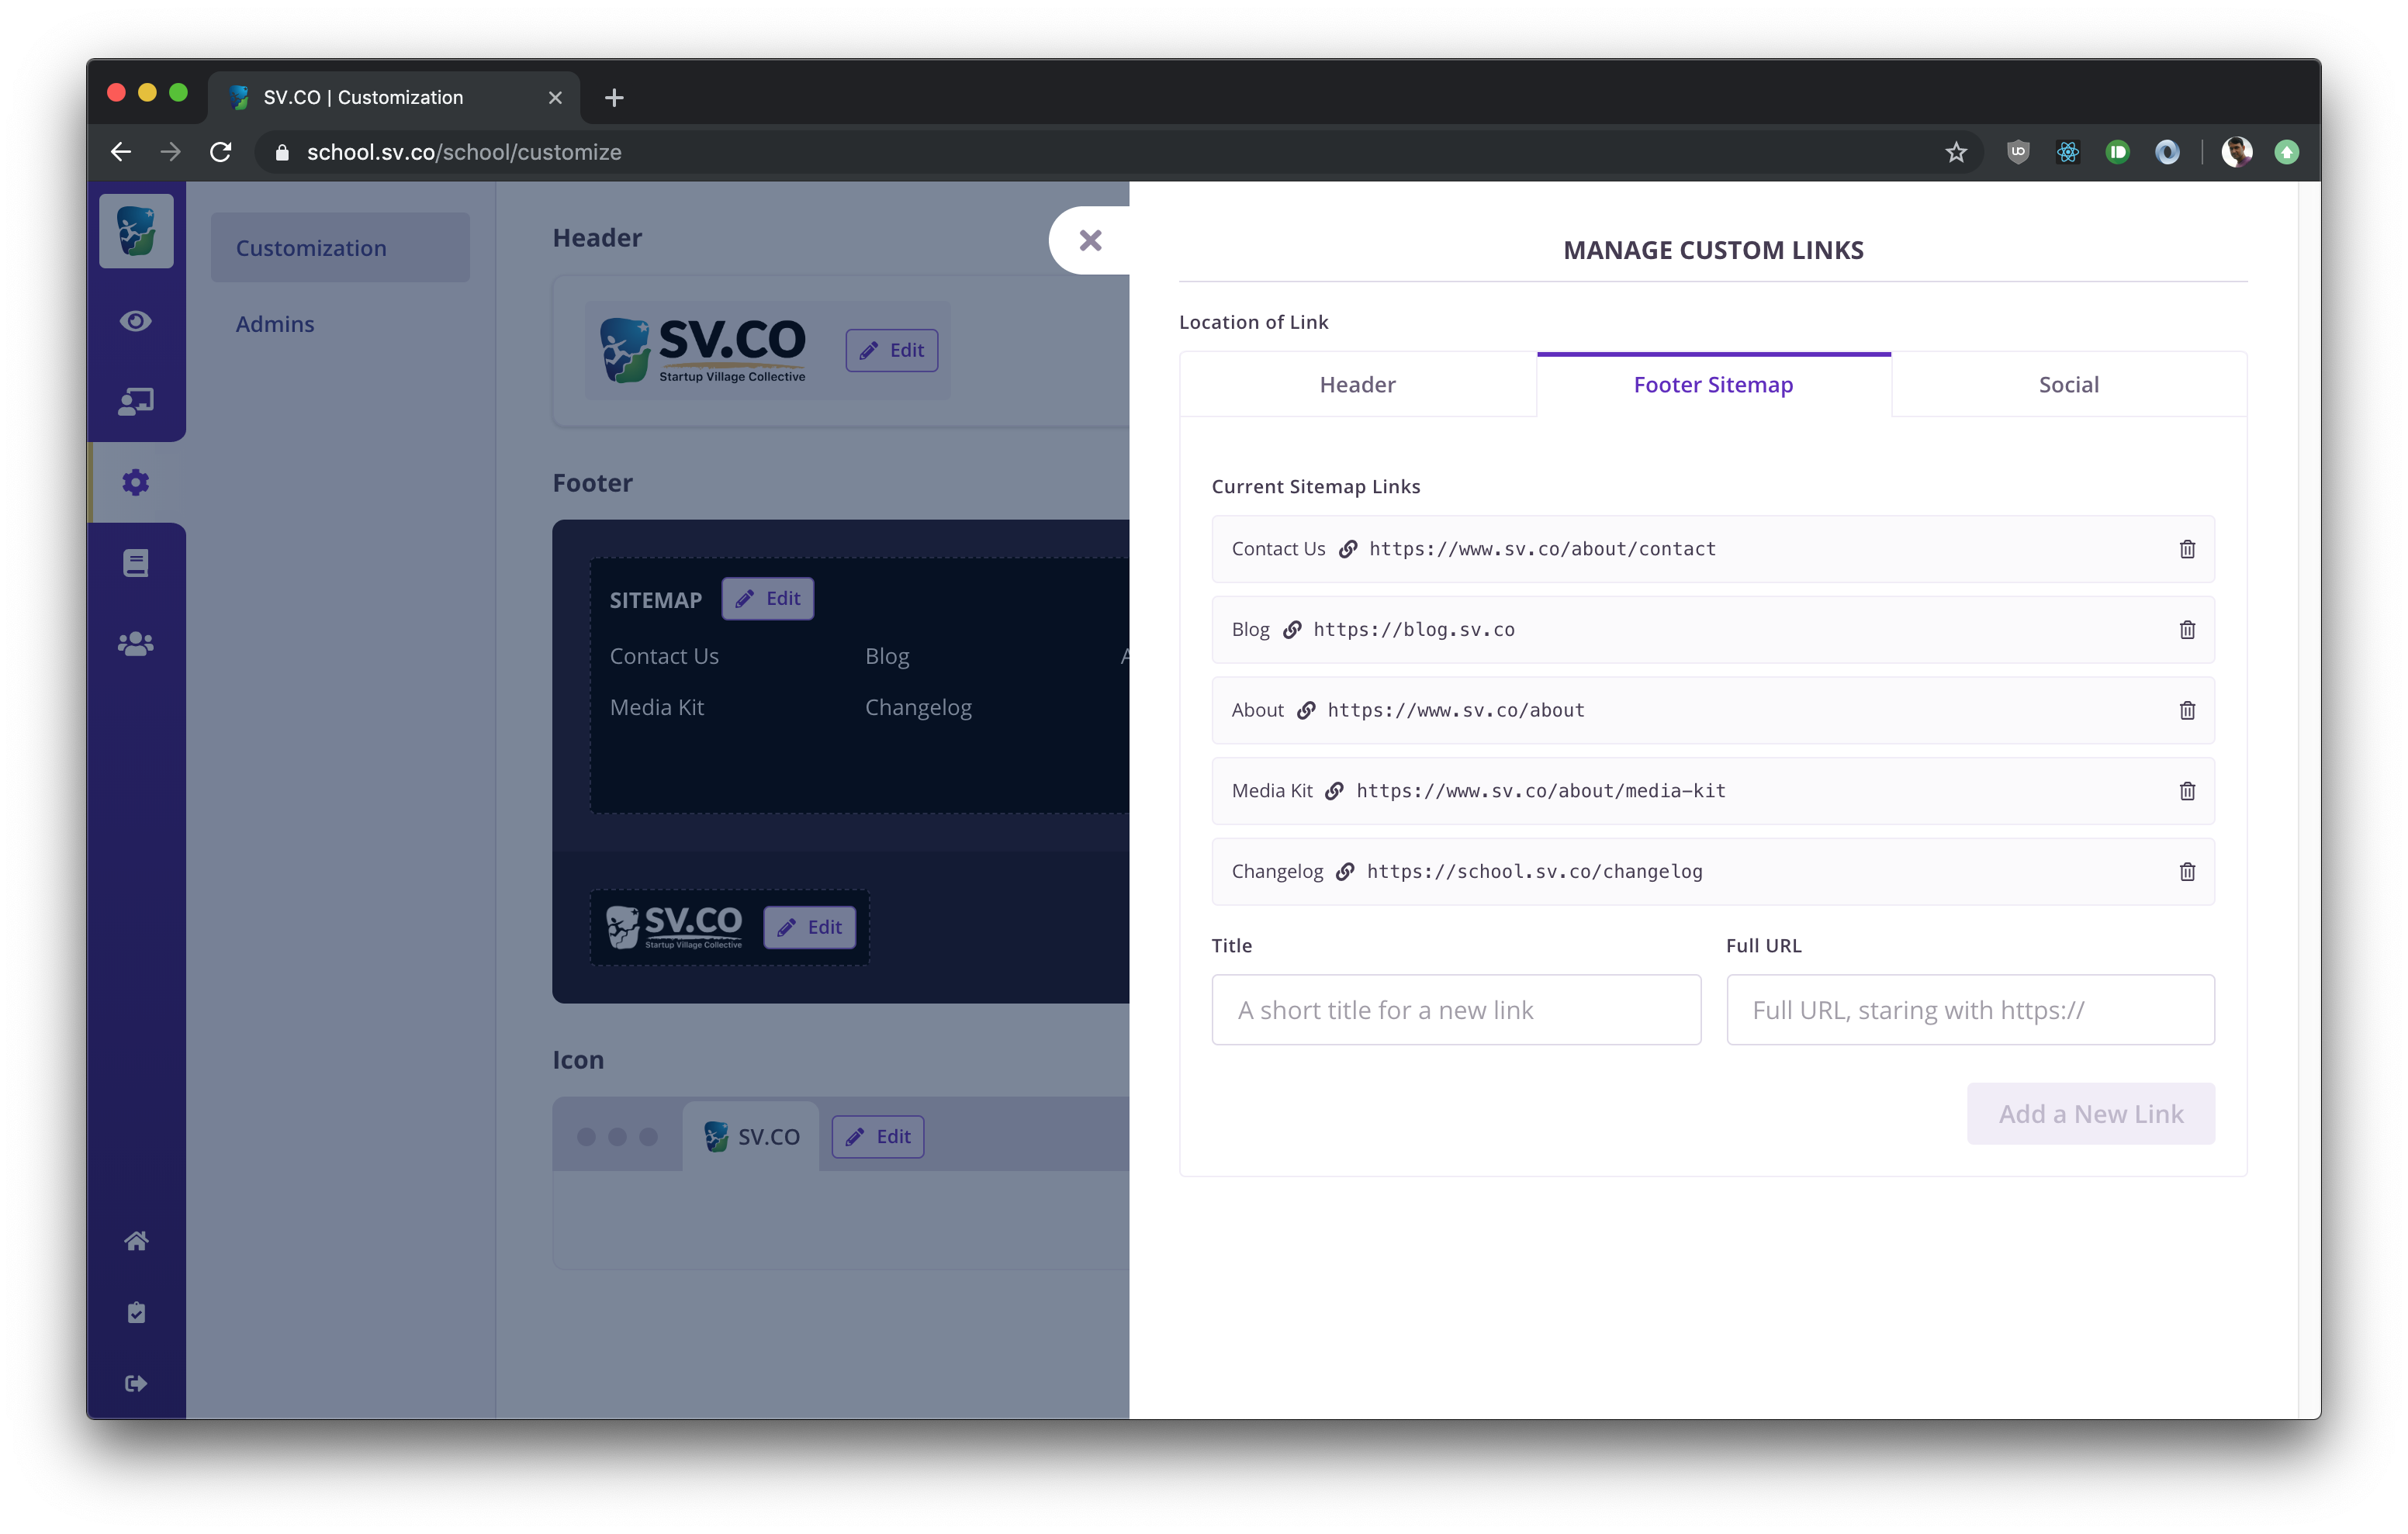 SV.CO | Customization
school.sv.co/school/customize
Customization
Admins
Header
SV.CO
Startup Village Collective
Edit
Footer
SITEMAP
Edit
Contact Us
Blog
A
Media Kit
Changelog
SV.CO
Startup Village Collective
Edit
Icon
SV.CO
Edit
MANAGE CUSTOM LINKS
Location of Link
Header
Footer Sitemap
Social
Current Sitemap Links
Contact Us https://www.sv.co/about/contact
Blog https://blog.sv.co
About https://www.sv.co/about
Media Kit https://www.sv.co/about/media-kit
Changelog https://school.sv.co/changelog
Title
Full URL
A short title for a new link
Full URL, staring with https://
Add a New Link